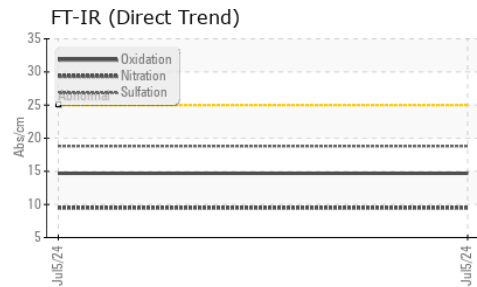 FT-IR (Direct Trend)
35
30
25
20
15
10
5
Abs/cm
Oxidation
Nitration
Sulfation
Abnormal
Jul5/24
Jul5/24